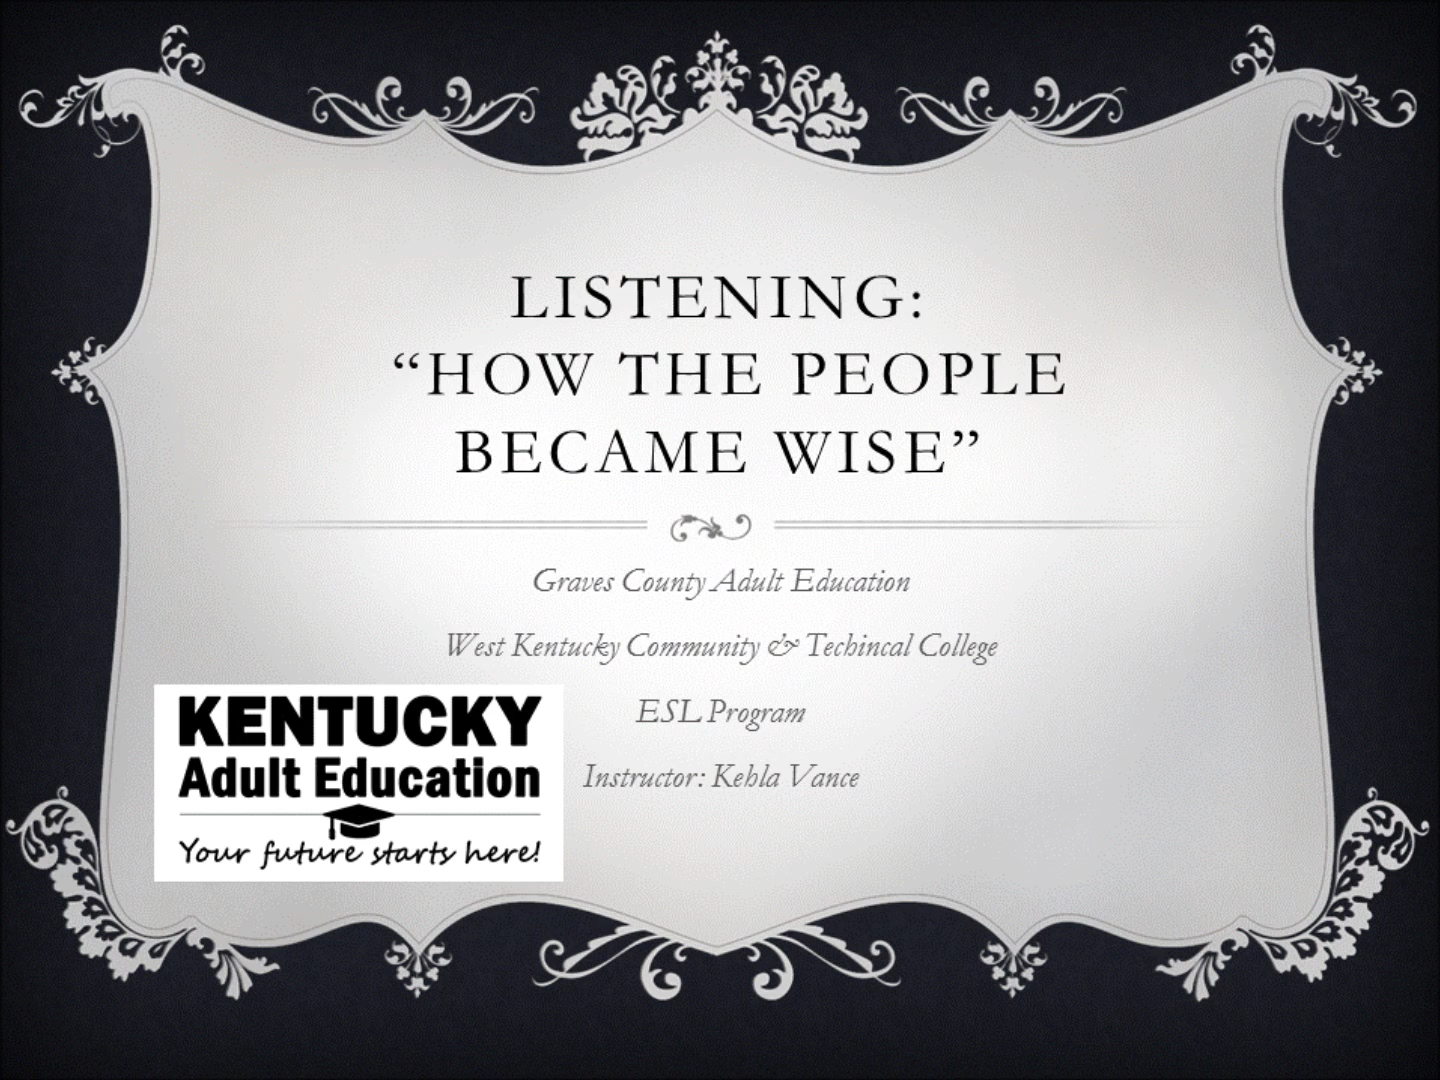 LISTENING:
“HOW THE PEOPLE
BECAME WISE”
Graves County Adult Education
West Kentucky Community & Techincal College
ESL Program
Instructor: Kehla Vance
KENTUCKY
Adult Education
Your future starts here!